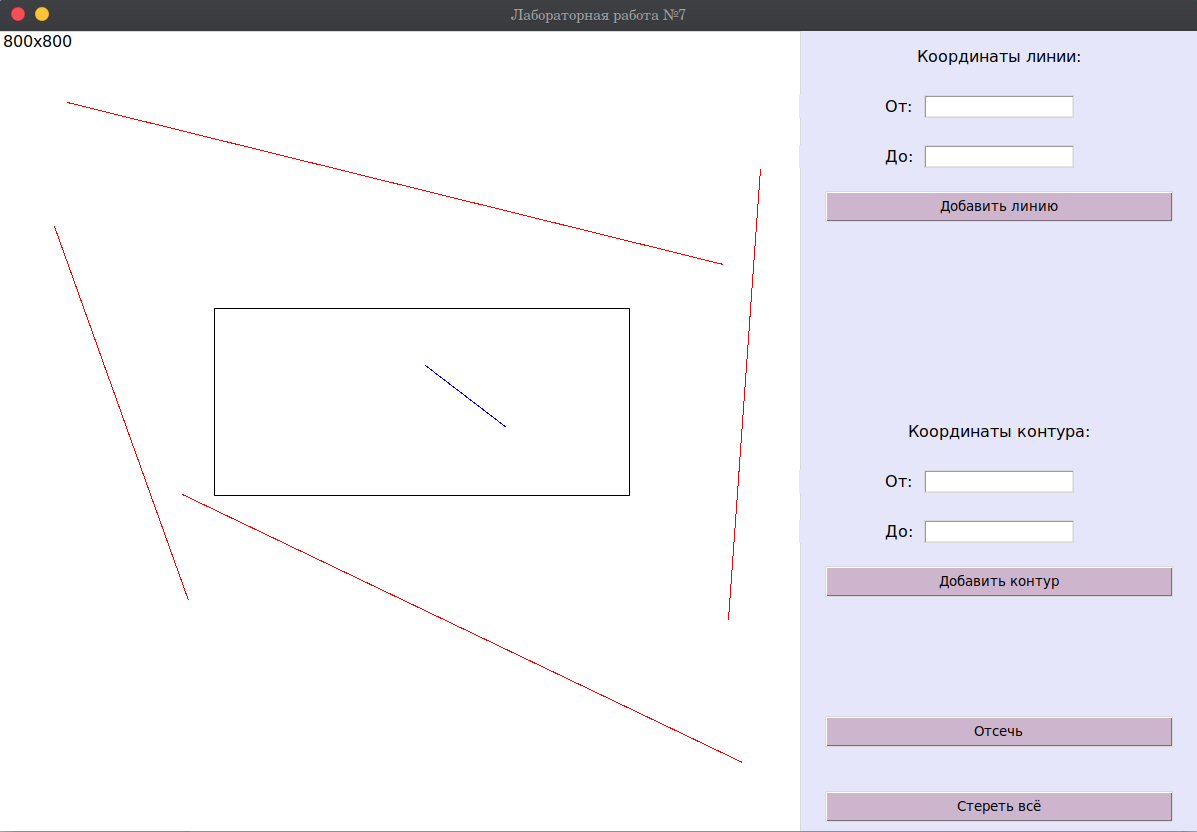 Лабораторная работа №7
800x800
Координаты линии:
От:
До:
Добавить линию
Координаты контура:
От:
До:
Добавить контур
Отсечь
Стереть всё